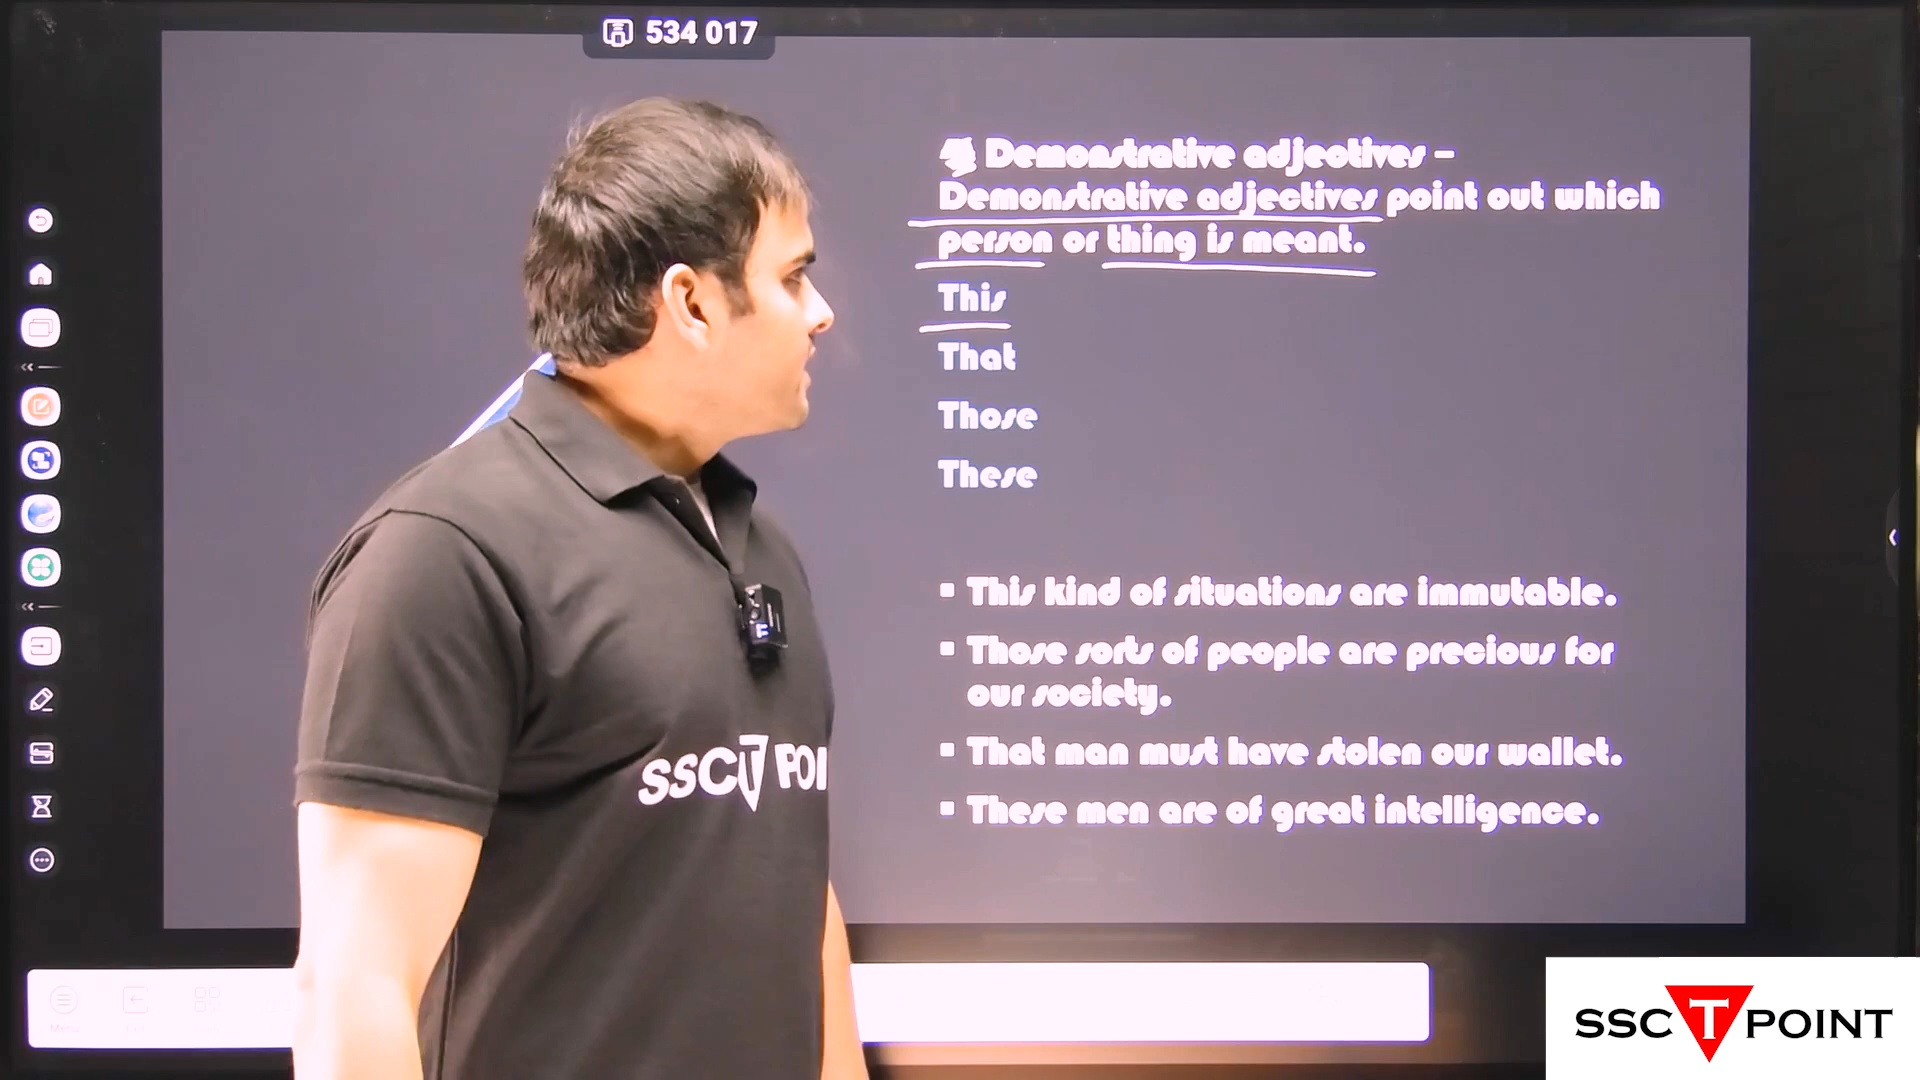 534 017
Demonstrative adjectives –
Demonstrative adjectives point out which
person or thing is meant.
This
That
Those
These
▪ This kind of situations are immutable.
▪ Those sorts of people are precious for
our society.
▪ That man must have stolen our wallet.
▪ These men are of great intelligence.
SSC T POI
SSC T POINT